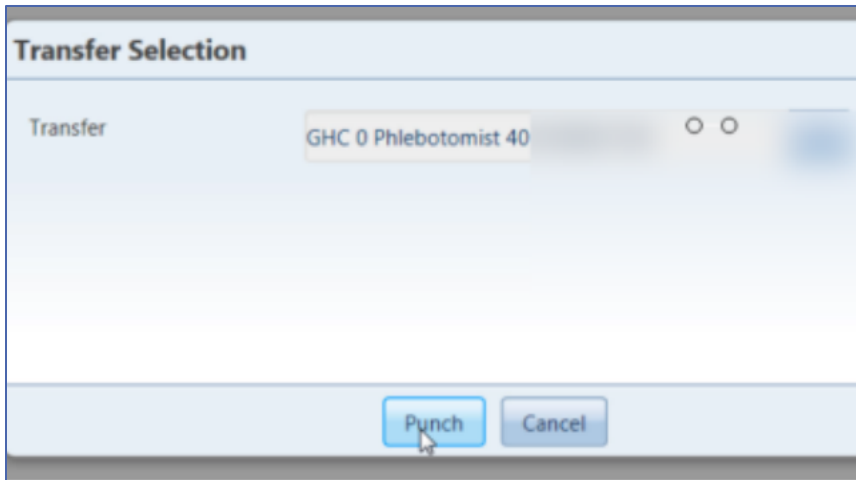 Transfer Selection
Transfer
GHC 0 Phlebotomist 40
Punch
Cancel